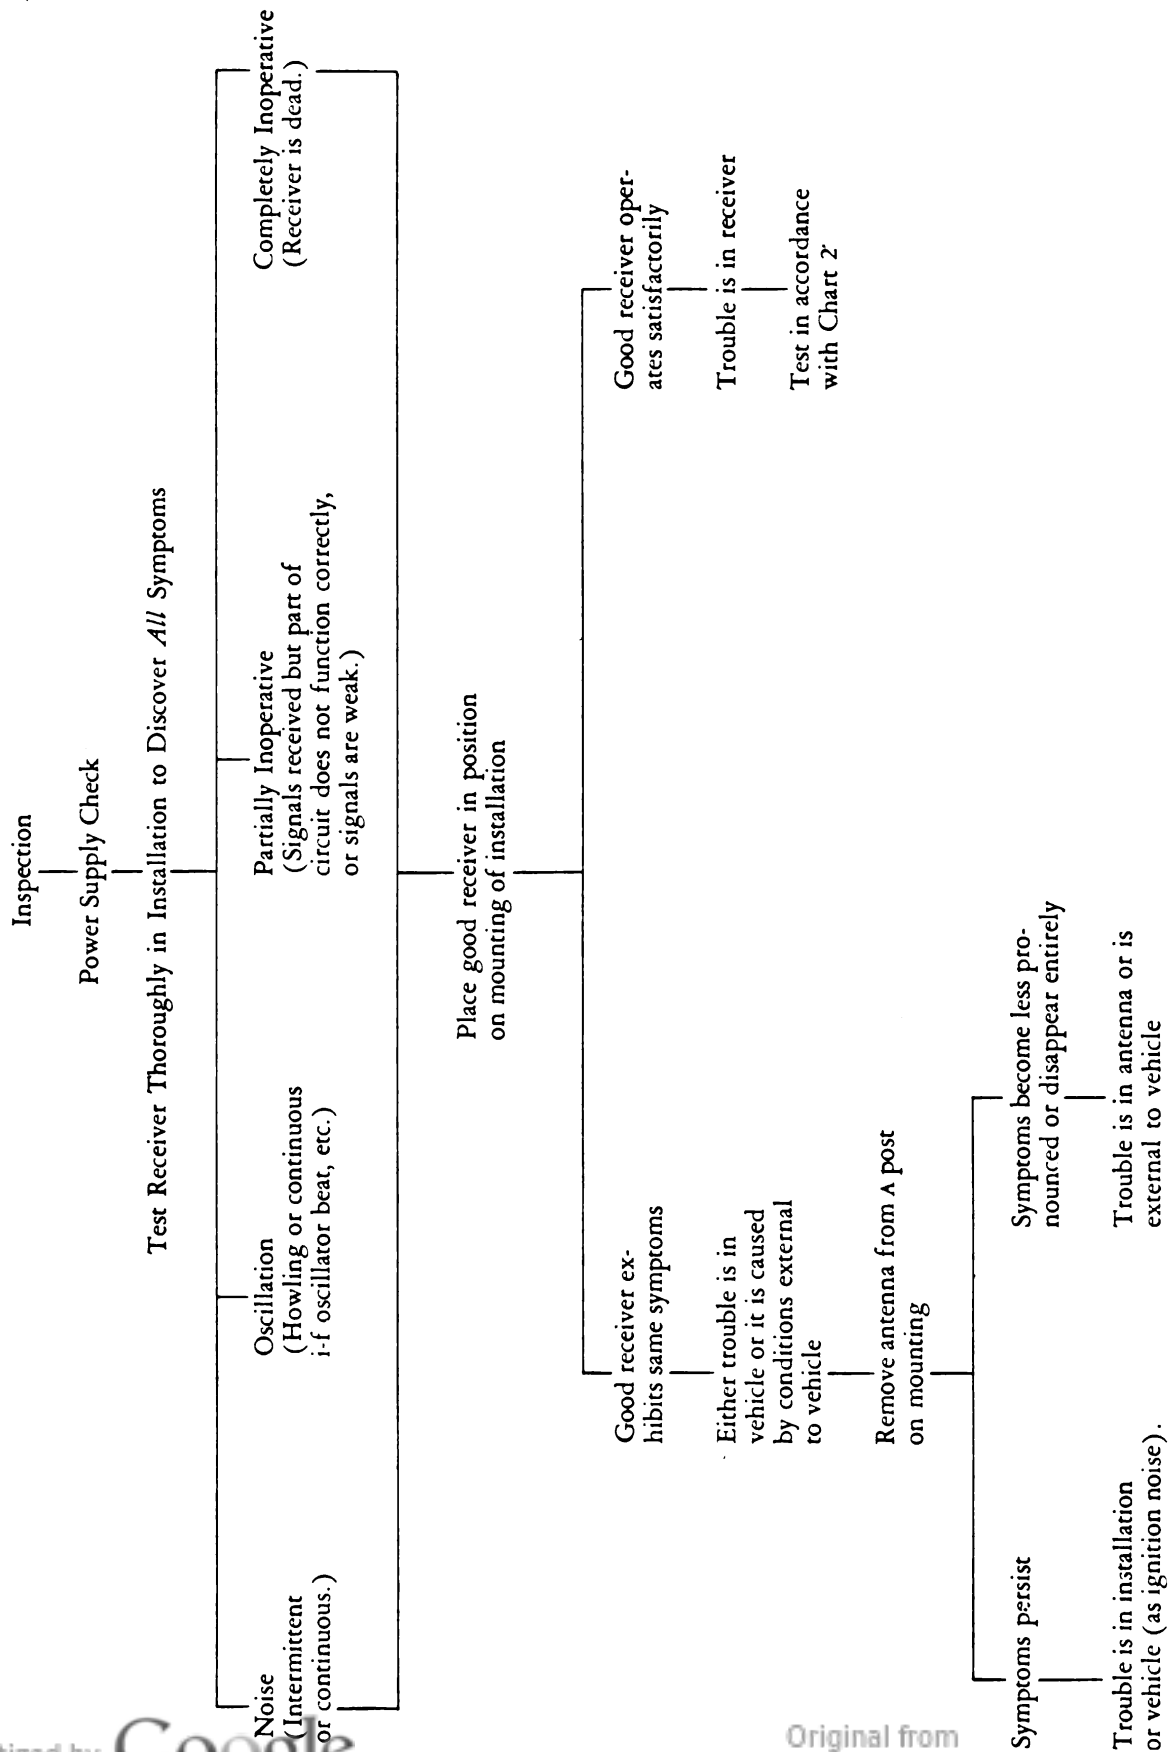 Inspection
Power Supply Check
Test Receiver Thoroughly in Installation to Discover All Symptoms
Noise
(Intermittent
or continuous.)
Oscillation
(Howling or continuous
i-f oscillator beat, etc.)
Partially Inoperative
(Signals received but part of
circuit does not function correctly,
or signals are weak.)
Completely Inoperative
(Receiver is dead.)
Place good receiver in position
on mounting of installation
Good receiver ex-
hibits same symptoms
Either trouble is in
vehicle or it is caused
by conditions external
to vehicle
Remove antenna from A post
on mounting
Symptoms persist
Trouble is in installation
or vehicle (as ignition noise).
Symptoms become less pro-
nounced or disappear entirely
Trouble is in antenna or is
external to vehicle
Good receiver oper-
ates satisfactorily
Trouble is in receiver
Test in accordance
with Chart 2
by Google
Original from